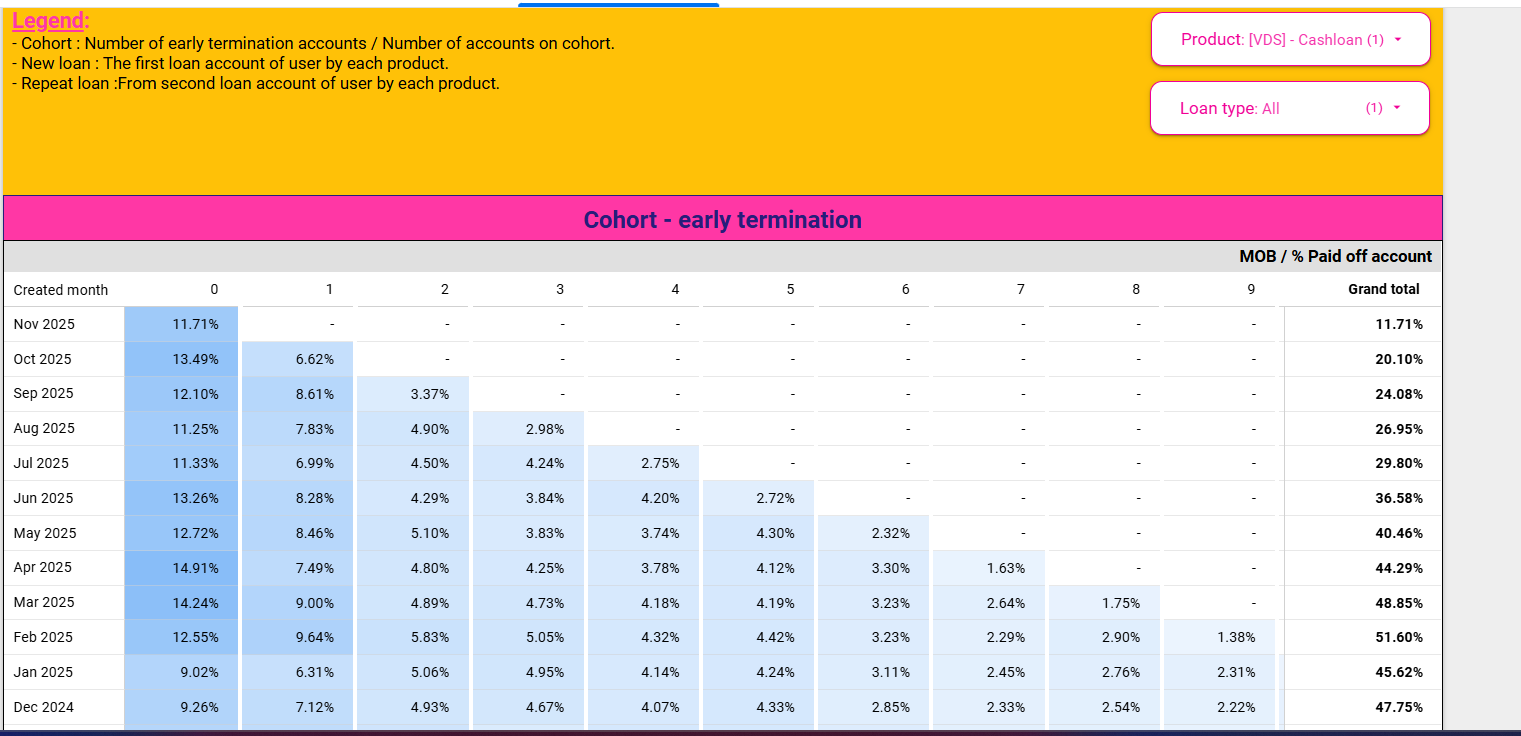 Legend:
- Cohort : Number of early termination accounts / Number of accounts on cohort.
- New loan : The first loan account of user by each product.
- Repeat loan :From second loan account of user by each product.
Product: [VDS] - Cashloan (1)
Loan type: All (1)
Cohort - early termination
MOB / % Paid off account
Created month 0 1 2 3 4 5 6 7 8 9 Grand total
Nov 2025 11.71% - - - - - - - - - 11.71%
Oct 2025 13.49% 6.62% - - - - - - - - 20.10%
Sep 2025 12.10% 8.61% 3.37% - - - - - - - 24.08%
Aug 2025 11.25% 7.83% 4.90% 2.98% - - - - - - 26.95%
Jul 2025 11.33% 6.99% 4.50% 4.24% 2.75% - - - - - 29.80%
Jun 2025 13.26% 8.28% 4.29% 3.84% 4.20% 2.72% - - - - 36.58%
May 2025 12.72% 8.46% 5.10% 3.83% 3.74% 4.30% 2.32% - - - 40.46%
Apr 2025 14.91% 7.49% 4.80% 4.25% 3.78% 4.12% 3.30% 1.63% - - 44.29%
Mar 2025 14.24% 9.00% 4.89% 4.73% 4.18% 4.19% 3.23% 2.64% 1.75% - 48.85%
Feb 2025 12.55% 9.64% 5.83% 5.05% 4.32% 4.42% 3.23% 2.29% 2.90% 1.38% 51.60%
Jan 2025 9.02% 6.31% 5.06% 4.95% 4.14% 4.24% 3.11% 2.45% 2.76% 2.31% 45.62%
Dec 2024 9.26% 7.12% 4.93% 4.67% 4.07% 4.33% 2.85% 2.33% 2.54% 2.22% 47.75%